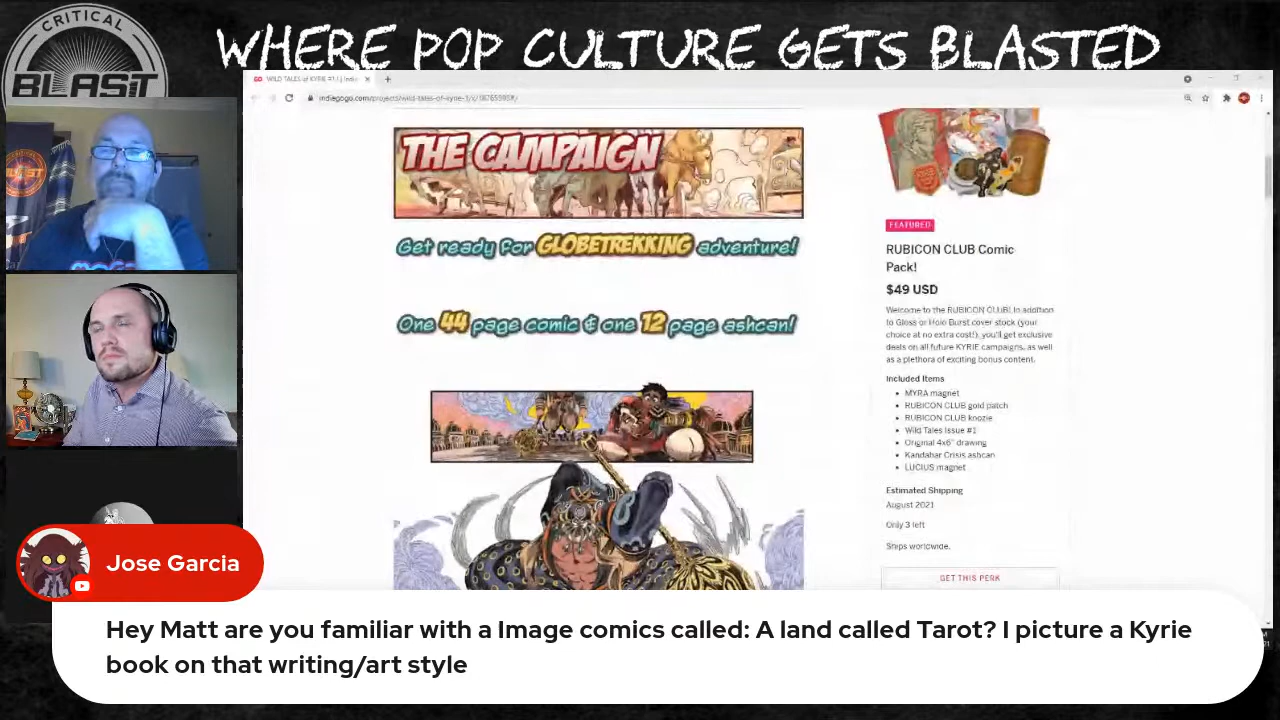 CRITICAL
BLAST
WHERE POP CULTURE GETS BLASTED
WILD TALES of KYRIE #1
THE CAMPAIGN
Get ready for GLOBETREKKING adventure!
One 44 page comic & one 12 page ashcan!
FEATURED
RUBICON CLUB Comic
Pack!
$49 USD
Welcome to the RUBICON CLUB! In addition
to Gloss or Holo Burst cover stock (your
choice at no extra cost!), you'll get exclusive
deals on all future KYRIE campaigns, as well
as a plethora of exciting bonus content.
Included Items
MYRA magnet
RUBICON CLUB gold patch
RUBICON CLUB koozie
Wild Tales Issue #1
Original 4x6" drawing
Kandahar Crisis ashcan
LUCIUS magnet
Estimated Shipping
August 2021
Only 3 left
Ships worldwide.
GET THIS PERK
Jose Garcia
Hey Matt are you familiar with a Image comics called: A land called Tarot? I picture a Kyrie
book on that writing/art style